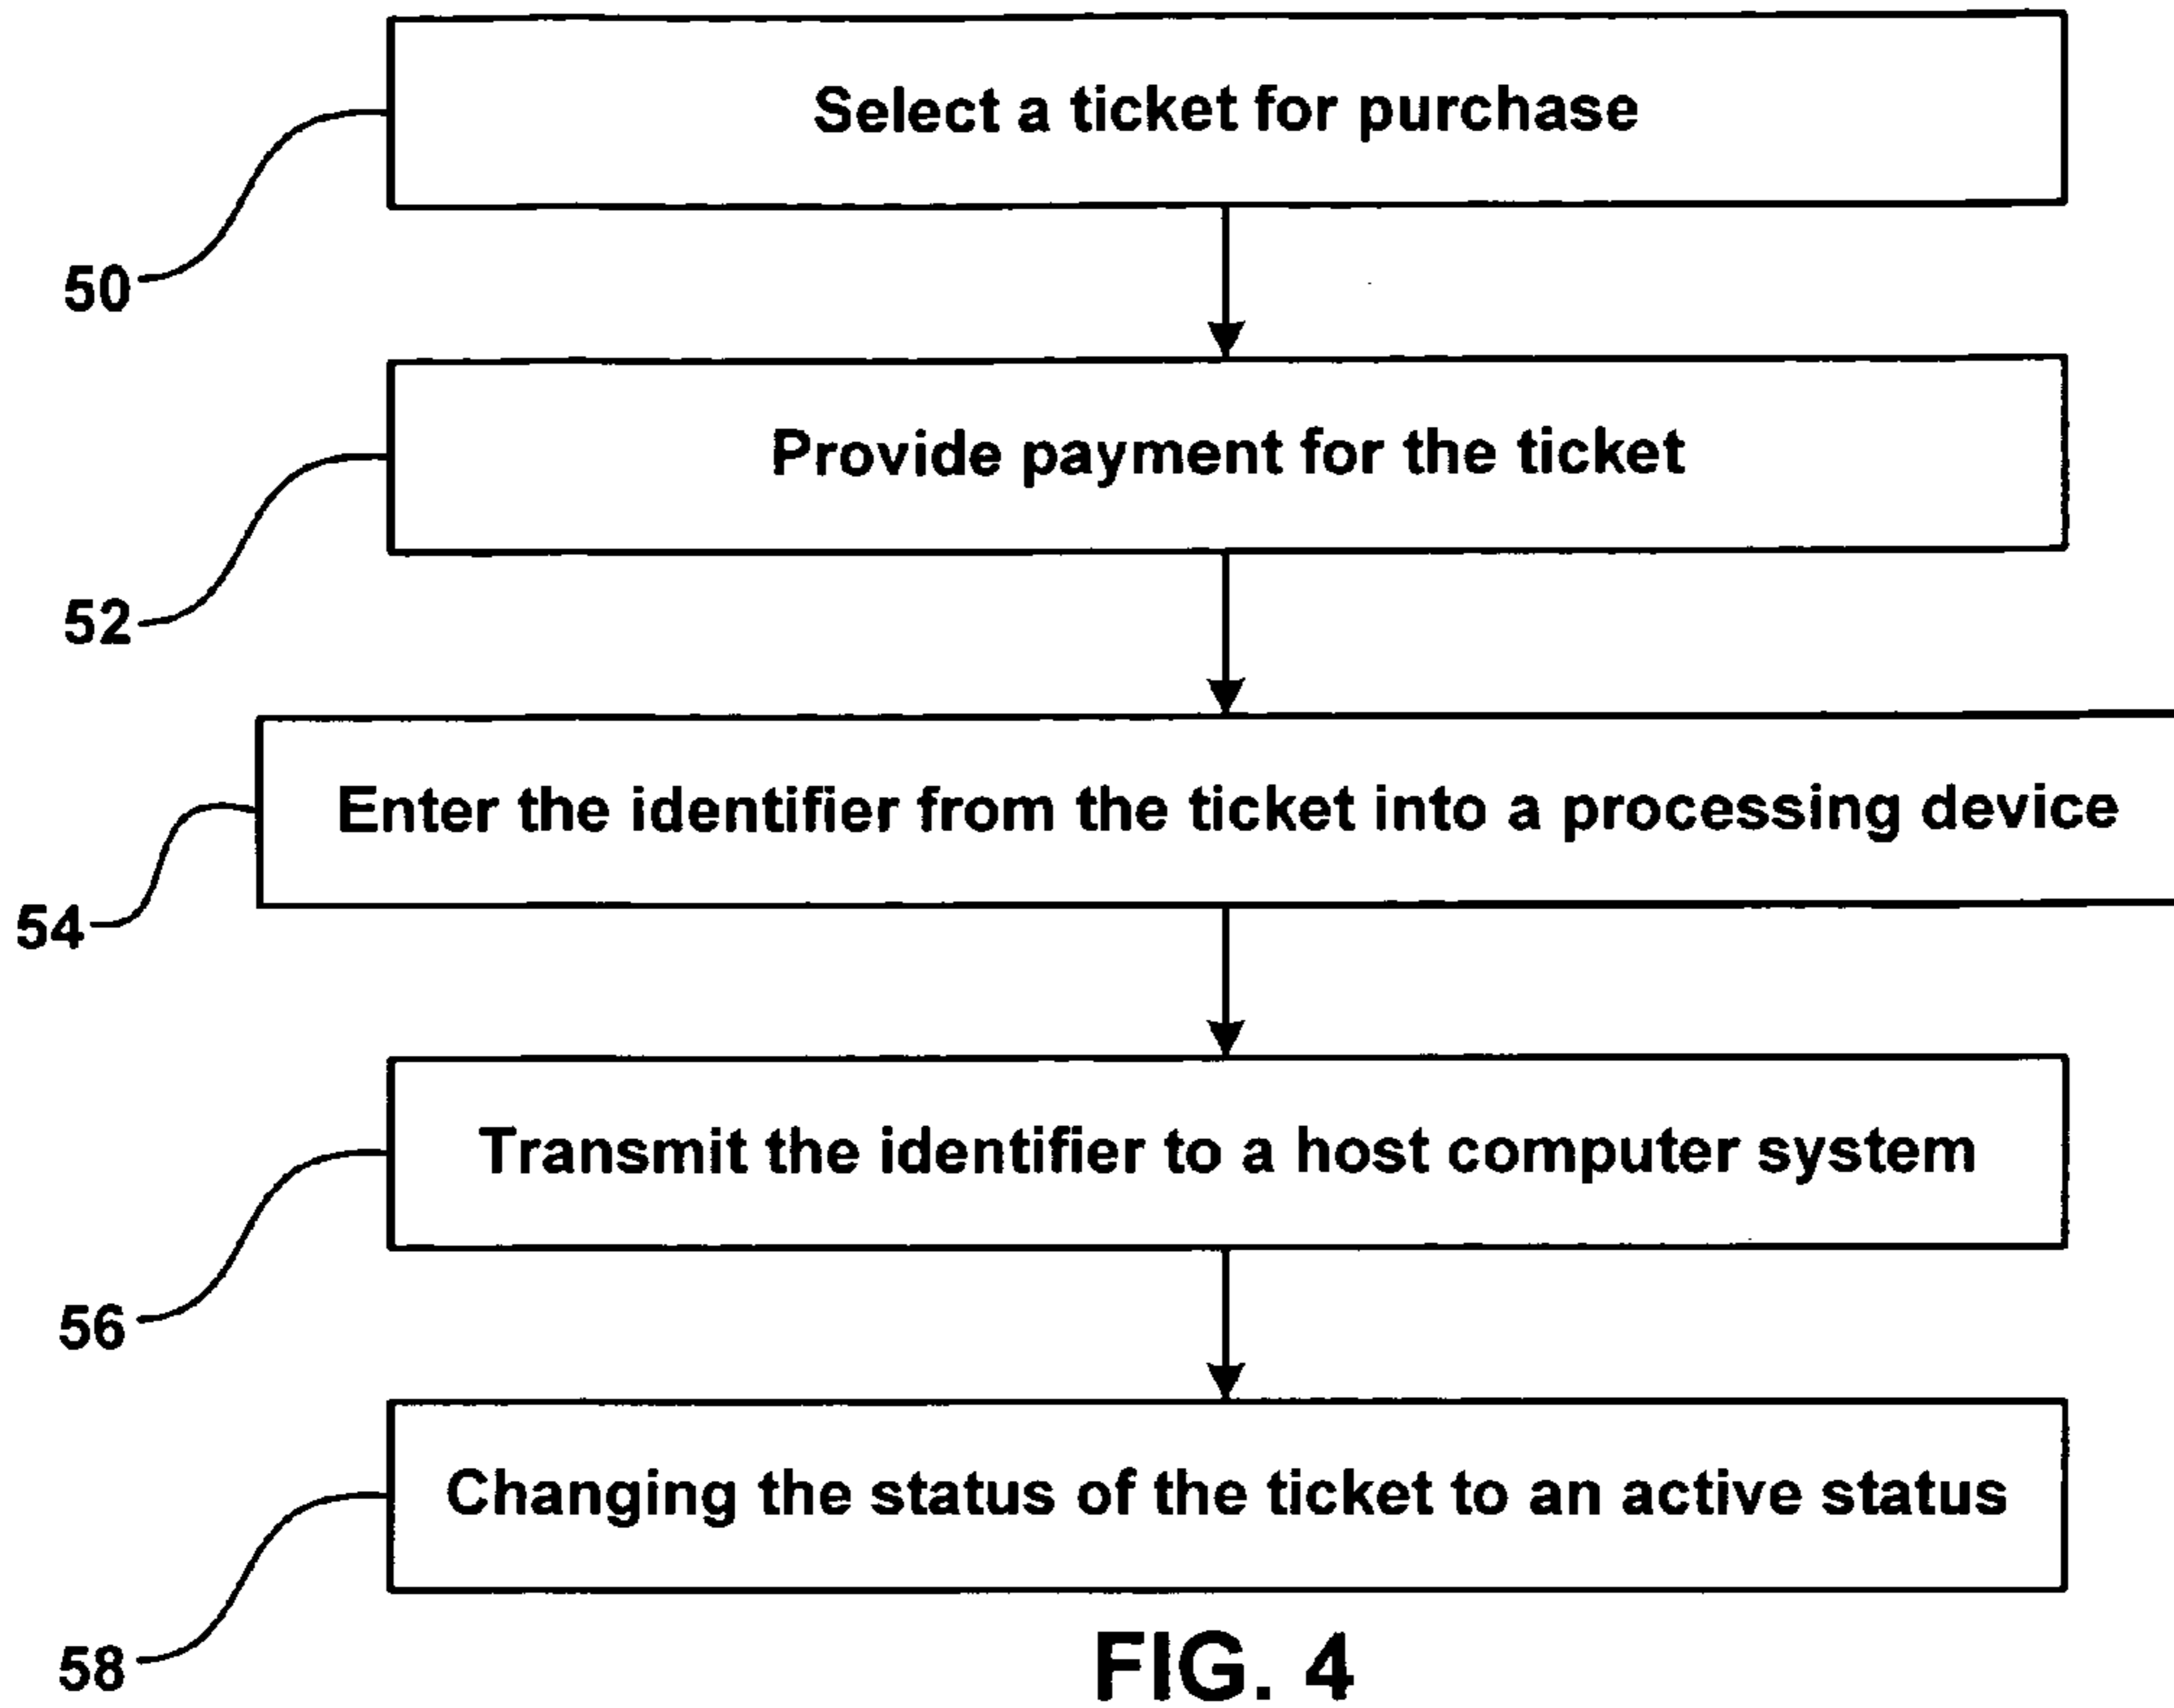 Select a ticket for purchase
50
Provide payment for the ticket
52
Enter the identifier from the ticket into a processing device
54
Transmit the identifier to a host computer system
56
Changing the status of the ticket to an active status
58
FIG. 4